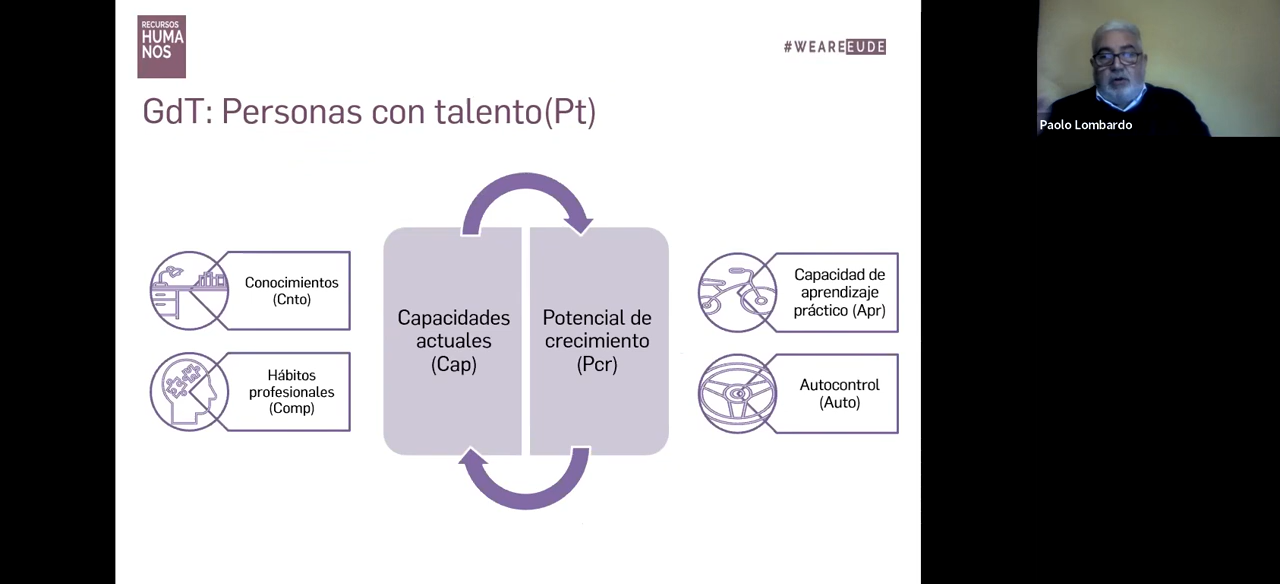 RECURSOS
HUMA
NOS
#WEAREEUDE
GdT: Personas con talento(Pt)
Conocimientos
(Cnto)
Hábitos
profesionales
(Comp)
Capacidades
actuales
(Cap)
Potencial de
crecimiento
(Pcr)
Capacidad de
aprendizaje
práctico (Apr)
Autocontrol
(Auto)
Paolo Lombardo